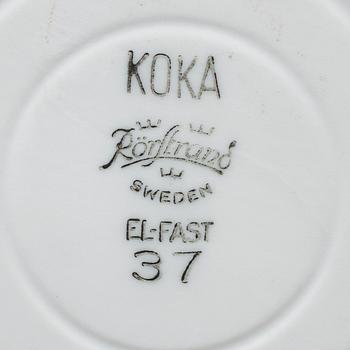 KOKA
Rörstrand
SWEDEN
EL-FAST
37